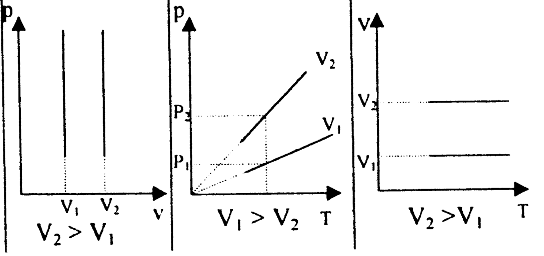 p
V₁ V₂ v
V₂ > V₁
p
V₂
P₂
V₁
P₁
T
V₁ > V₂
V
V₂
V₁
T
V₂ >V₁